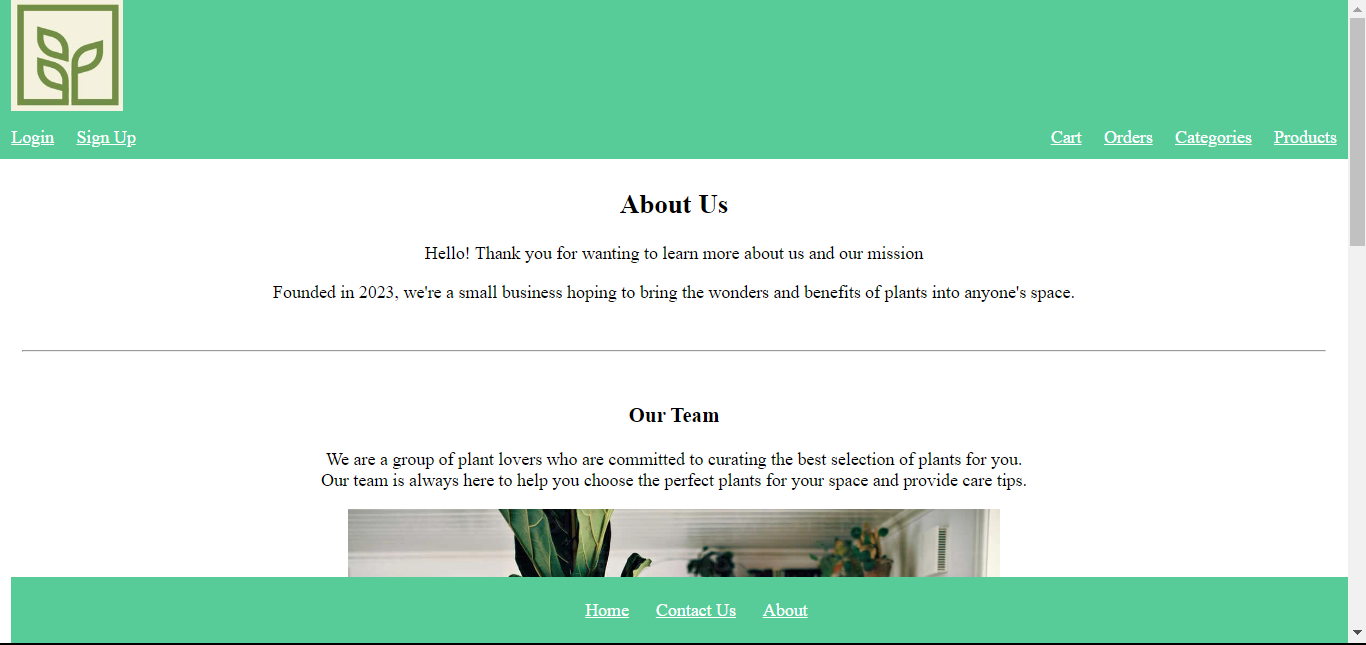 Login Sign Up Cart Orders Categories Products
About Us
Hello! Thank you for wanting to learn more about us and our mission
Founded in 2023, we're a small business hoping to bring the wonders and benefits of plants into anyone's space.
Our Team
We are a group of plant lovers who are committed to curating the best selection of plants for you.
Our team is always here to help you choose the perfect plants for your space and provide care tips.
Home Contact Us About